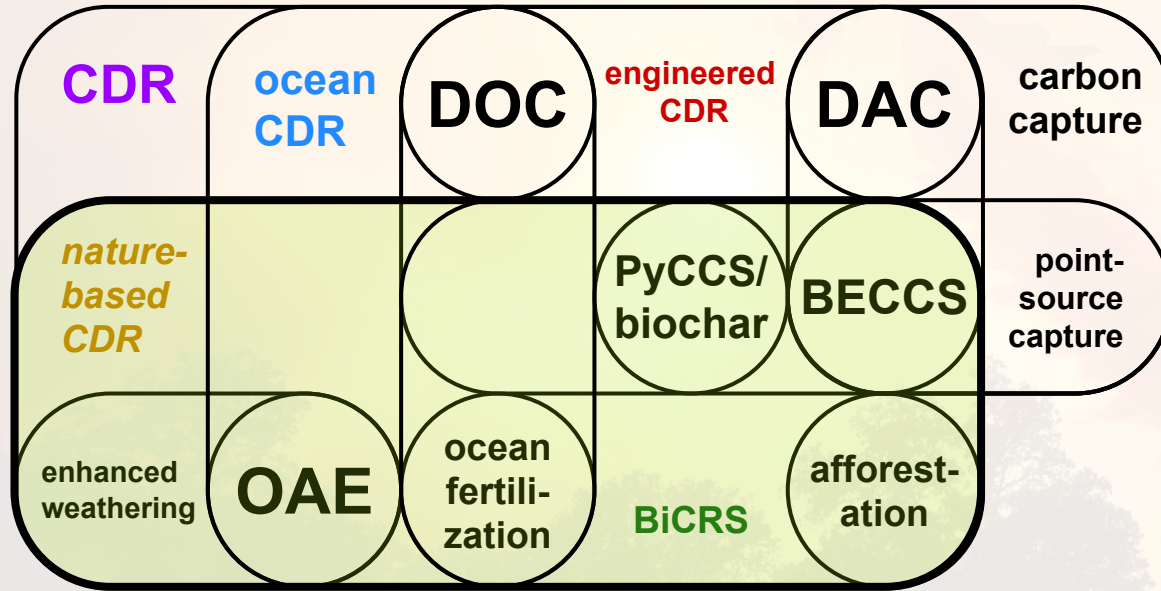 CDR
ocean
CDR
DOC
engineered
CDR
DAC
carbon
capture
nature-
based
CDR
PyCCS/
biochar
BECCS
point-
source
capture
enhanced
weathering
OAE
ocean
fertili-
zation
BiCRS
afforest-
ation